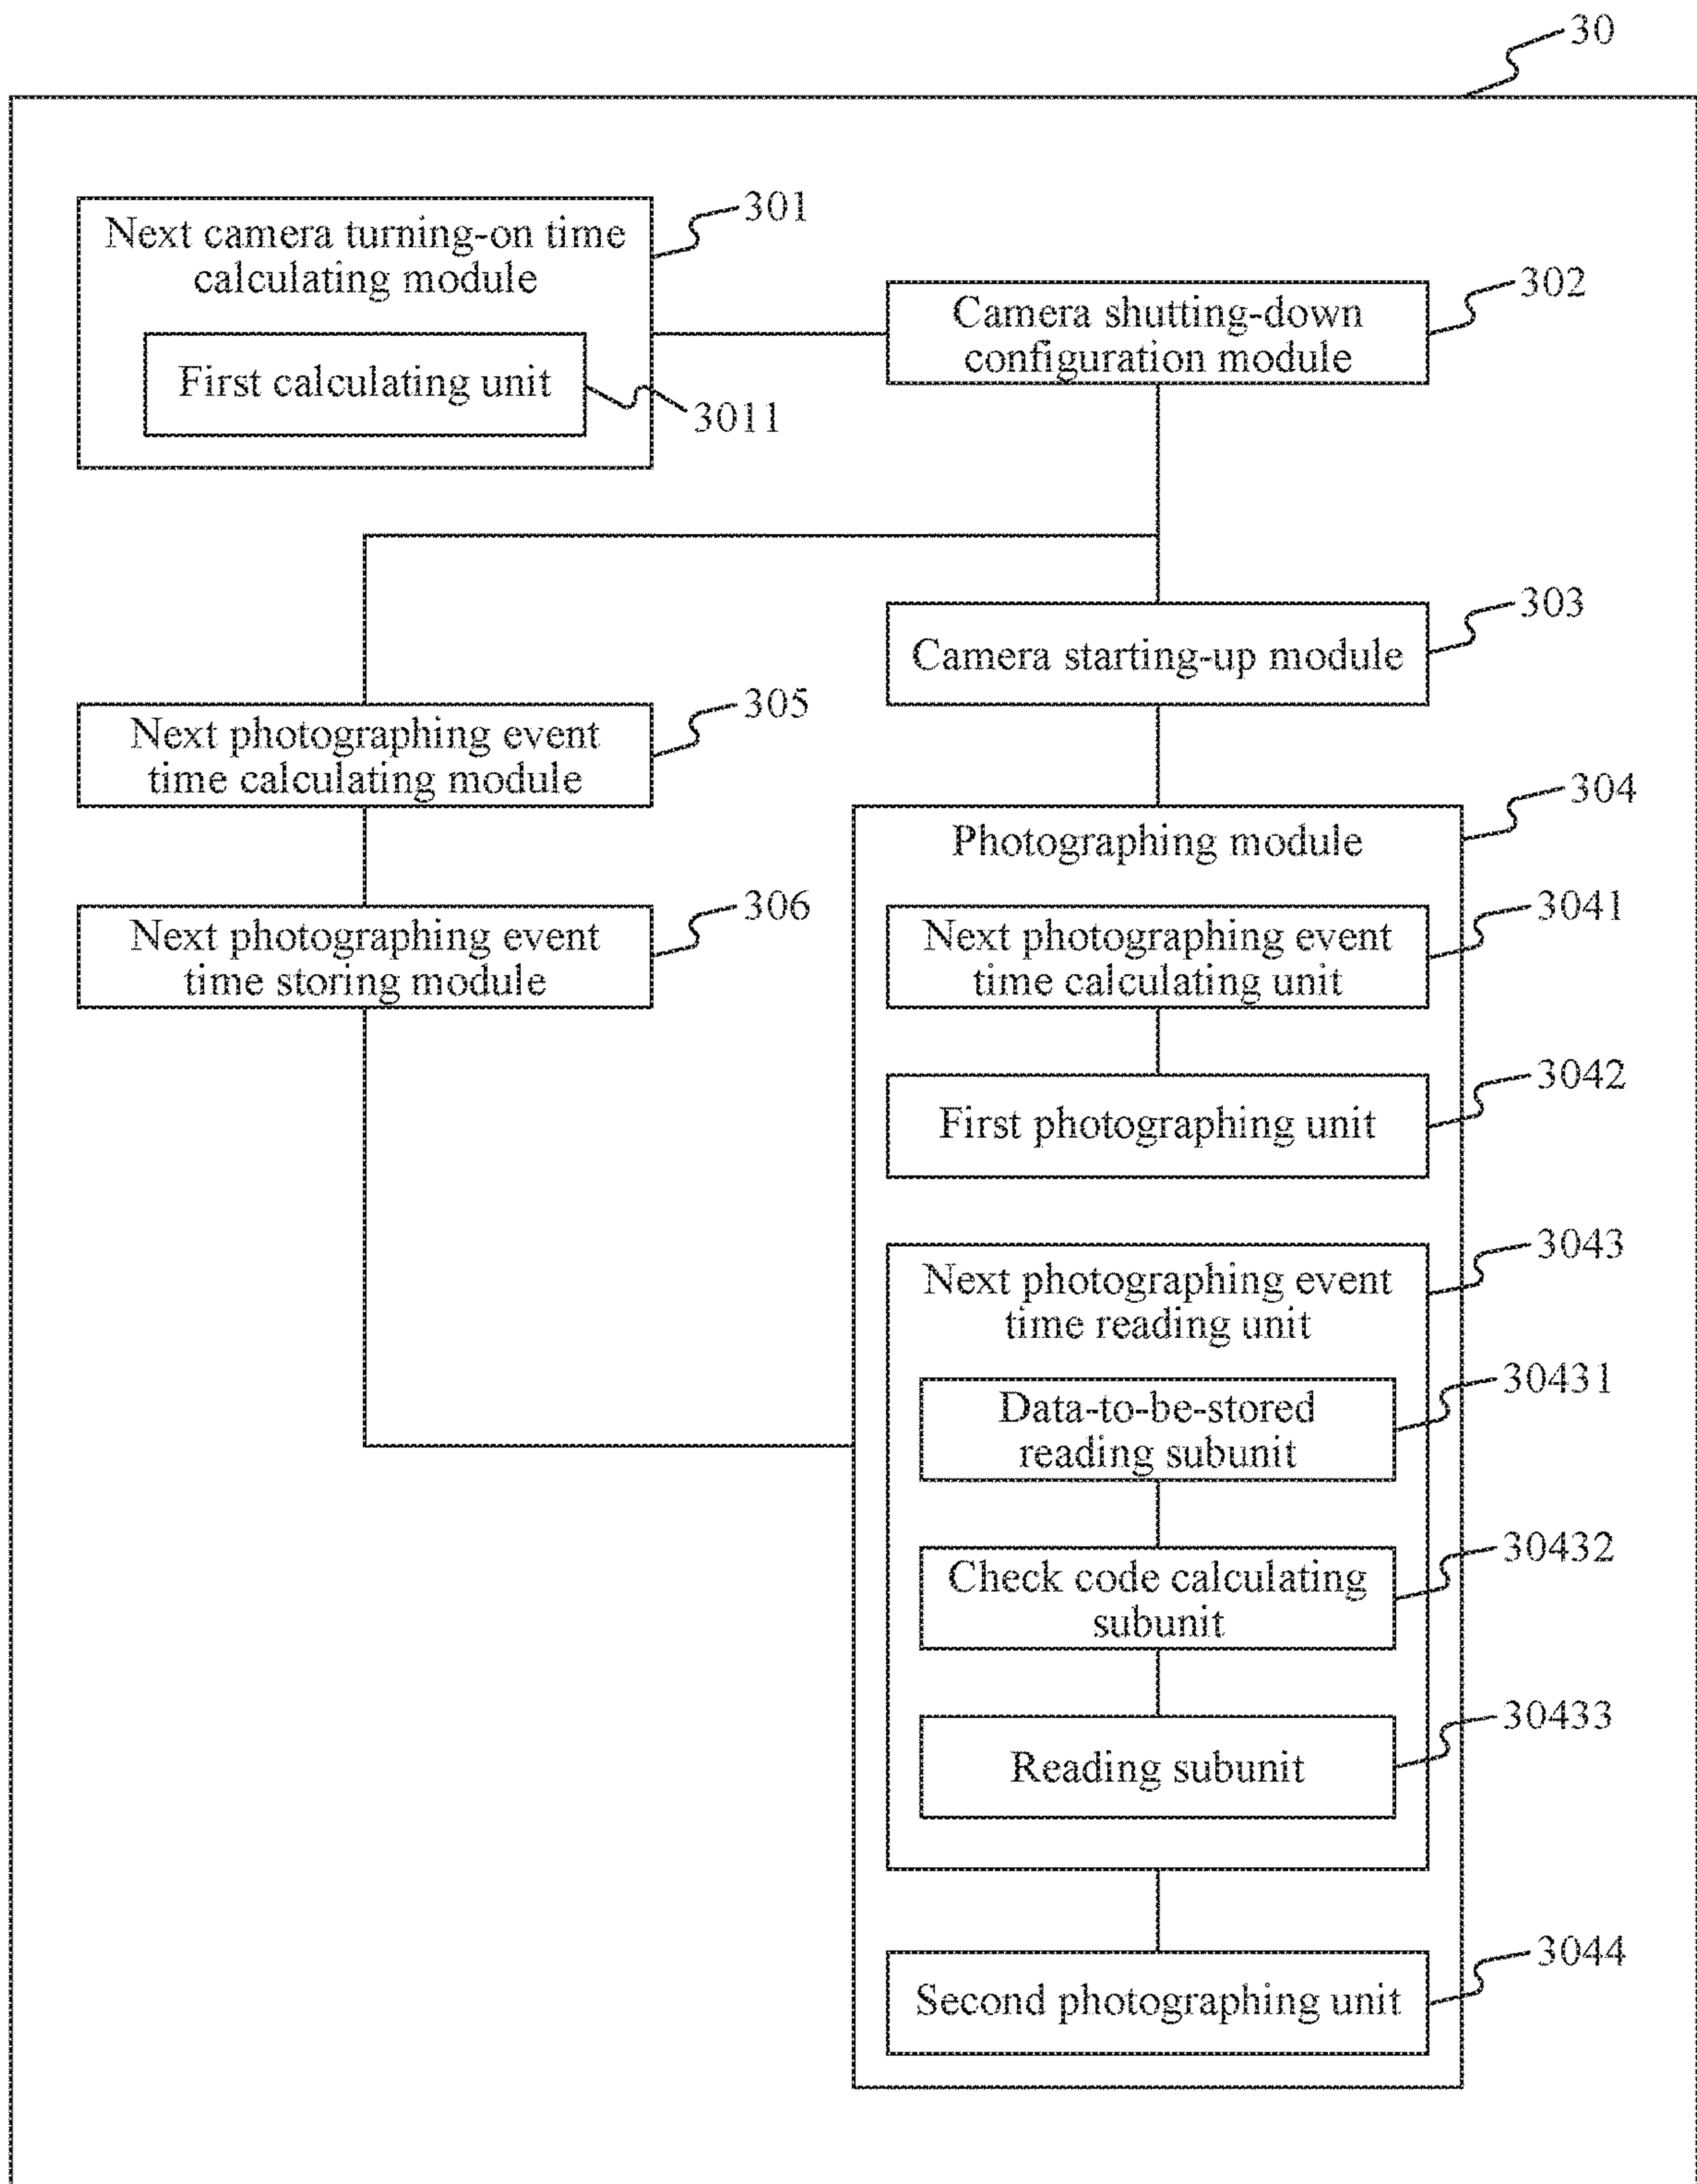 30
301
Next camera turning-on time
calculating module
302
Camera shutting-down
configuration module
First calculating unit
3011
303
Camera starting-up module
305
Next photographing event
time calculating module
304
Photographing module
306
Next photographing event
time storing module
3041
Next photographing event
time calculating unit
3042
First photographing unit
3043
Next photographing event
time reading unit
30431
Data-to-be-stored
reading subunit
30432
Check code calculating
subunit
30433
Reading subunit
3044
Second photographing unit